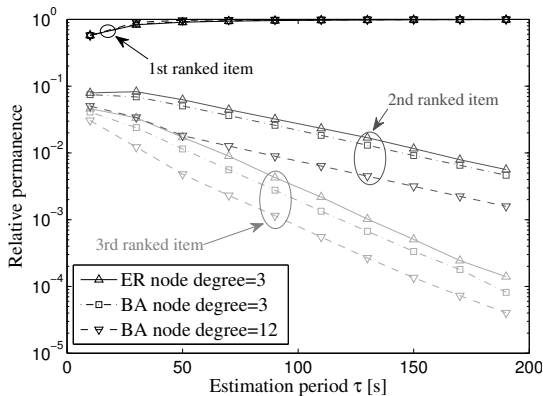 10^0
10^-1
10^-2
10^-3
10^-4
10^-5
Relative permanence
1st ranked item
2nd ranked item
3rd ranked item
ER node degree=3
BA node degree=3
BA node degree=12
0 50 100 150 200
Estimation period τ [s]